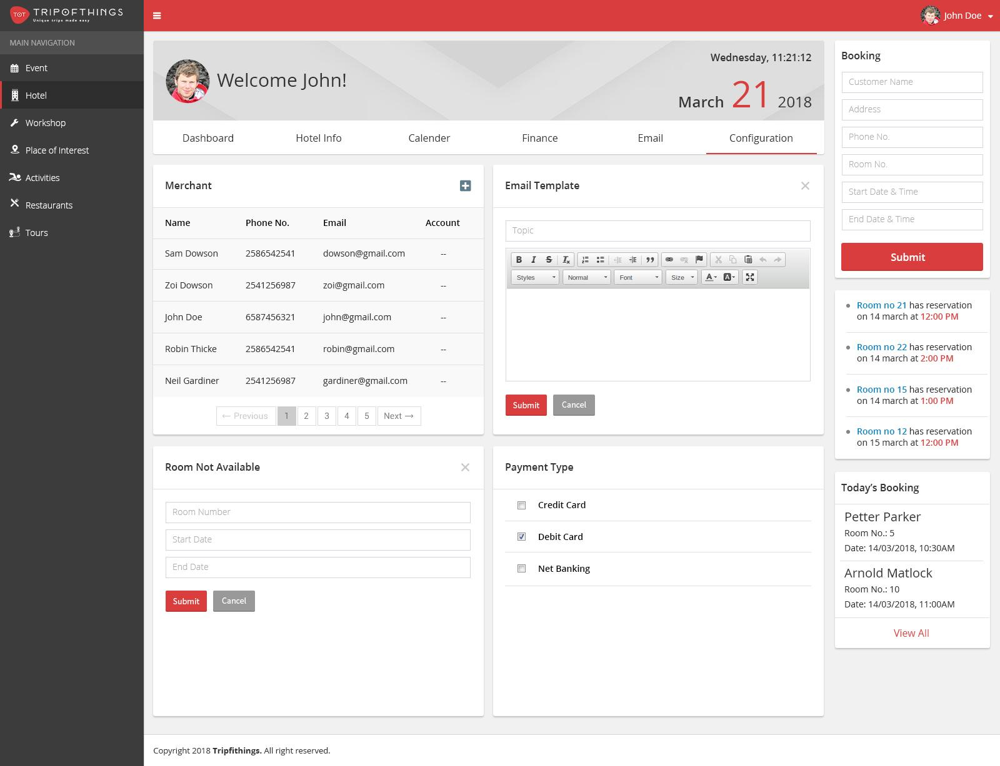 TOT TRIPOFTHINGS
Unique trips made easy
John Doe
MAIN NAVIGATION
Event
Hotel
Workshop
Place of Interest
Activities
Restaurants
Tours
Welcome John!
Wednesday, 11:21:12
March 21 2018
Dashboard Hotel Info Calender Finance Email Configuration
Merchant
Name Phone No. Email Account
Sam Dowson 2586542541 dowson@gmail.com --
Zoi Dowson 2541256987 zoi@gmail.com --
John Doe 6587456321 john@gmail.com --
Robin Thicke 2586542541 robin@gmail.com --
Neil Gardiner 2541256987 gardiner@gmail.com --
← Previous 1 2 3 4 5 Next →
Email Template
Topic
B I S Tx
Styles Normal Font Size A A
Submit Cancel
Room Not Available
Room Number
Start Date
End Date
Submit Cancel
Payment Type
Credit Card
Debit Card
Net Banking
Booking
Customer Name
Address
Phone No.
Room No.
Start Date & Time
End Date & Time
Submit
Room no 21 has reservation
on 14 march at 12:00 PM
Room no 22 has reservation
on 14 march at 2:00 PM
Room no 15 has reservation
on 14 march at 1:00 PM
Room no 12 has reservation
on 15 march at 12:00 PM
Today’s Booking
Petter Parker
Room No.: 5
Date: 14/03/2018, 10:30AM
Arnold Matlock
Room No.: 10
Date: 14/03/2018, 11:00AM
View All
Copyright 2018 Tripfithings. All right reserved.